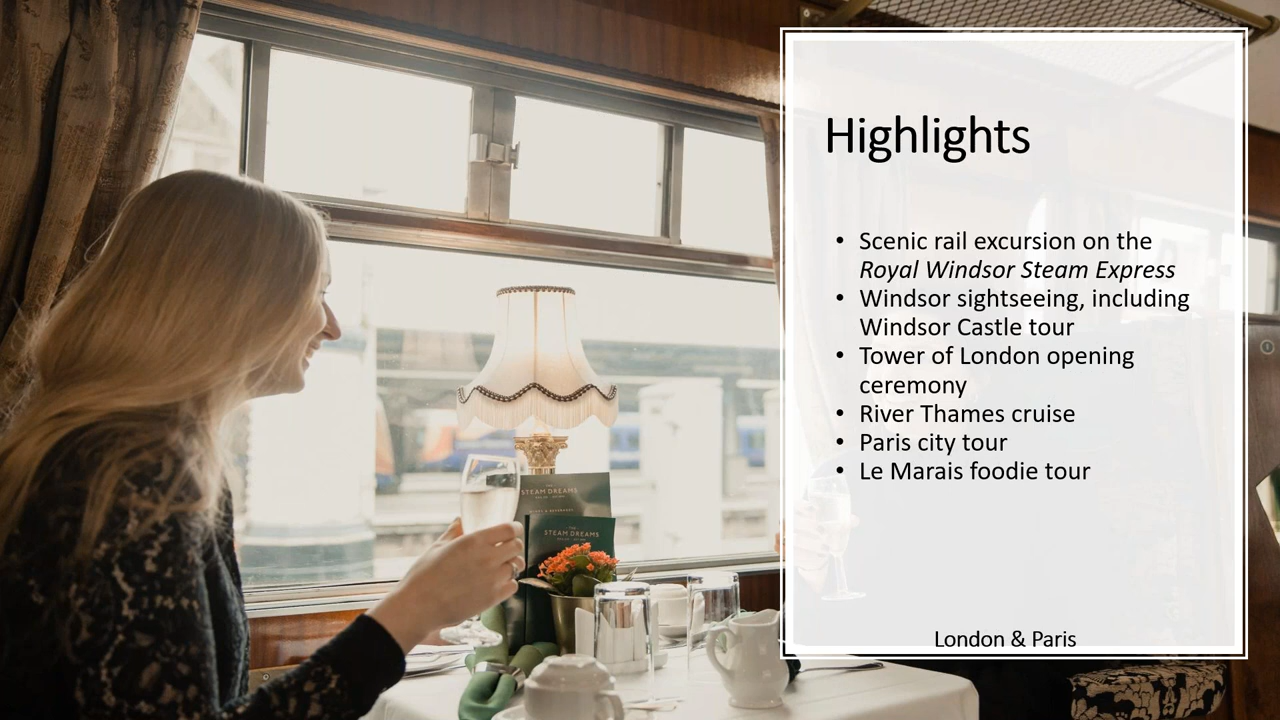 Highlights
• Scenic rail excursion on the
Royal Windsor Steam Express
• Windsor sightseeing, including
Windsor Castle tour
• Tower of London opening
ceremony
• River Thames cruise
• Paris city tour
• Le Marais foodie tour
London & Paris
STEAM DREAMS
THE
STEAM DREAMS